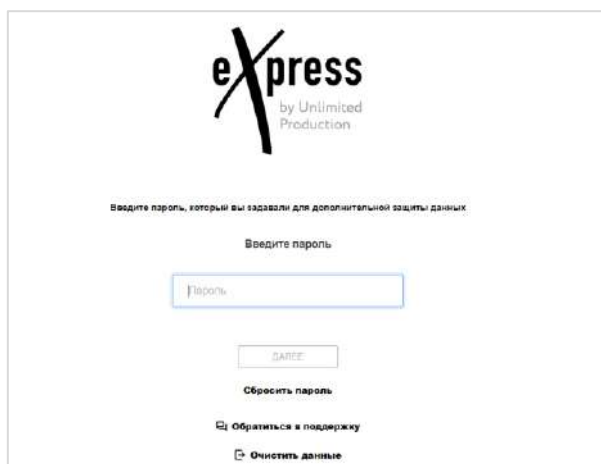 eXpress
by Unlimited
Production
Введите пароль, который вы задавали для дополнительной защиты данных
Введите пароль
Пароль
ДАЛЕЕ
Сбросить пароль
Обратиться в поддержку
Очистить данные